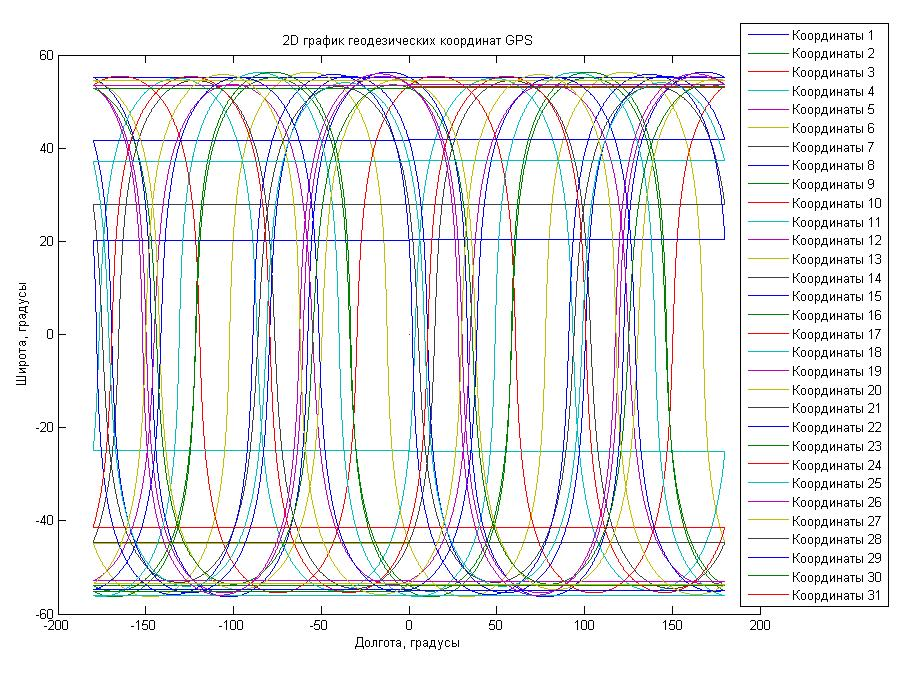 2D график геодезических координат GPS
Широта, градусы
60
40
20
0
-20
-40
-60
-200
-150
-100
-50
0
50
100
150
200
Долгота, градусы
Координаты 1
Координаты 2
Координаты 3
Координаты 4
Координаты 5
Координаты 6
Координаты 7
Координаты 8
Координаты 9
Координаты 10
Координаты 11
Координаты 12
Координаты 13
Координаты 14
Координаты 15
Координаты 16
Координаты 17
Координаты 18
Координаты 19
Координаты 20
Координаты 21
Координаты 22
Координаты 23
Координаты 24
Координаты 25
Координаты 26
Координаты 27
Координаты 28
Координаты 29
Координаты 30
Координаты 31